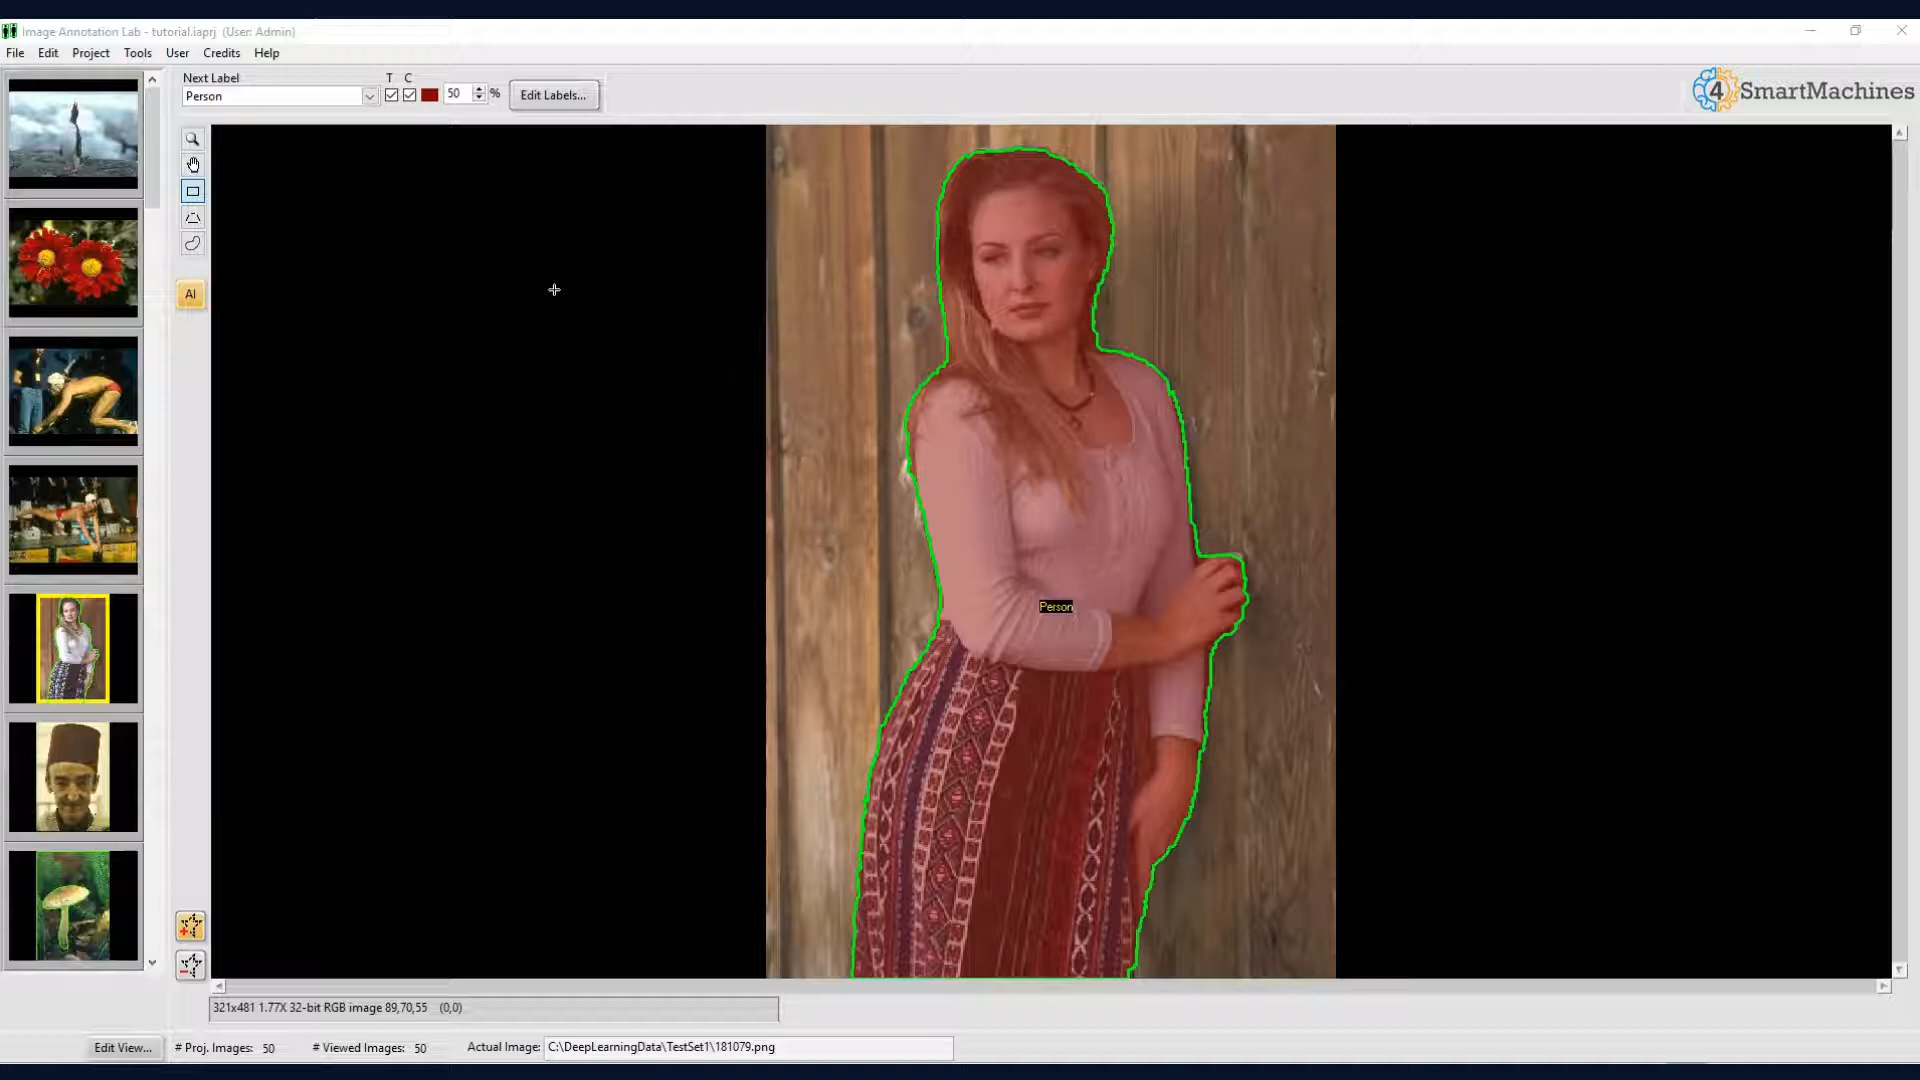 Image Annotation Lab - tutorial.iaprj (User: Admin)
File Edit Project Tools User Credits Help
Next Label T C
Person 50 % Edit Labels...
4 SmartMachines
AI
Person
321x481 1.77X 32-bit RGB image 89,70,55 (0,0)
Edit View... # Proj. Images: 50 # Viewed Images: 50 Actual Image: C:\DeepLearningData\TestSet1\181079.png